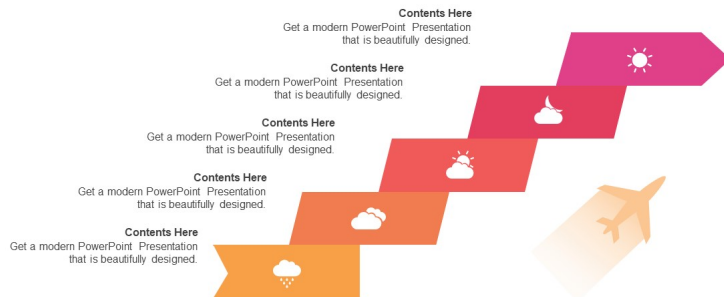 Contents Here
Get a modern PowerPoint Presentation
that is beautifully designed.
Contents Here
Get a modern PowerPoint Presentation
that is beautifully designed.
Contents Here
Get a modern PowerPoint Presentation
that is beautifully designed.
Contents Here
Get a modern PowerPoint Presentation
that is beautifully designed.
Contents Here
Get a modern PowerPoint Presentation
that is beautifully designed.